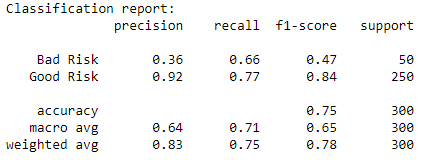 Classification report:
precision recall f1-score support
Bad Risk 0.36 0.66 0.47 50
Good Risk 0.92 0.77 0.84 250
accuracy 0.75 300
macro avg 0.64 0.71 0.65 300
weighted avg 0.83 0.75 0.78 300